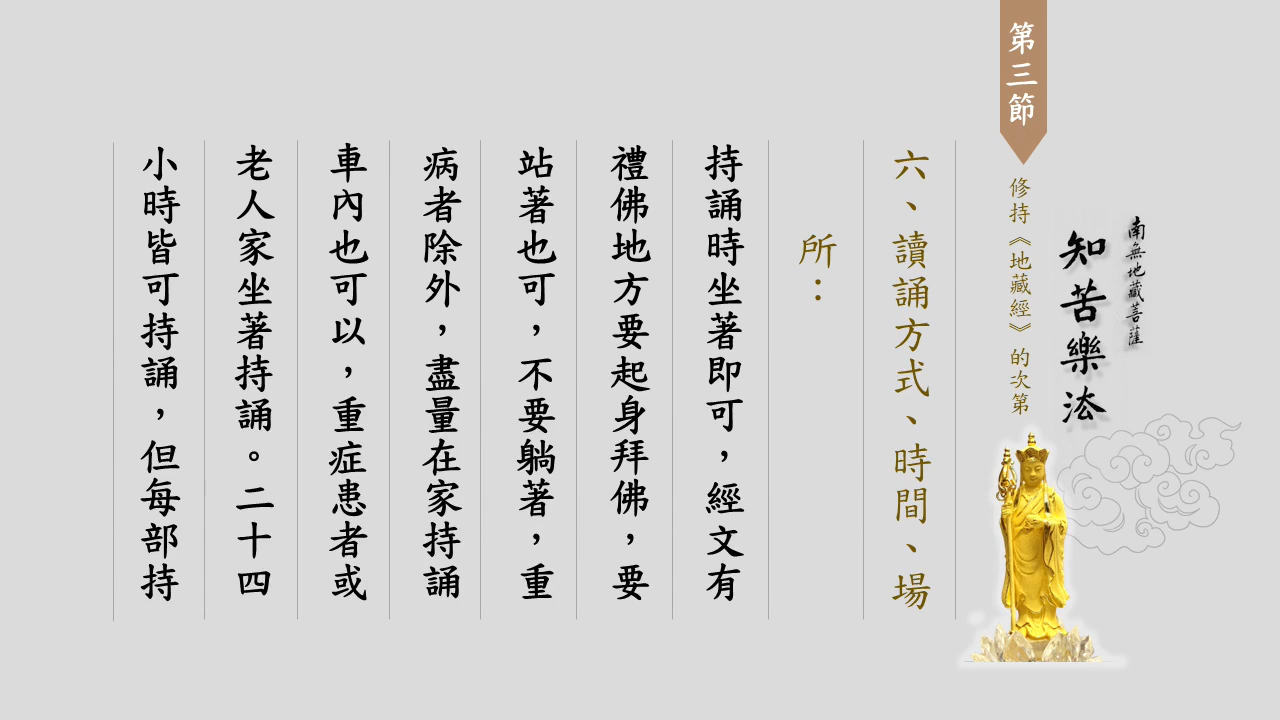 第三節
南無地藏菩薩
知苦樂法
修持《地藏經》的次第
六、讀誦方式、時間、場
所：
持誦時坐著即可，經文有
禮佛地方要起身拜佛，要
站著也可，不要躺著，重
病者除外，盡量在家持誦
車內也可以，重症患者或
老人家坐著持誦。二十四
小時皆可持誦，但每部持